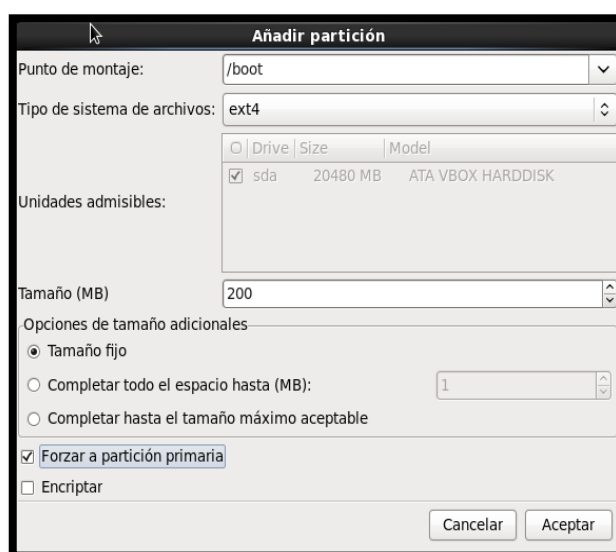 Añadir partición
Punto de montaje: /boot
Tipo de sistema de archivos: ext4
Drive Size Model
sda 20480 MB ATA VBOX HARDDISK
Unidades admisibles:
Tamaño (MB) 200
Opciones de tamaño adicionales
Tamaño fijo
Completar todo el espacio hasta (MB): 1
Completar hasta el tamaño máximo aceptable
Forzar a partición primaria
Encriptar
Cancelar Aceptar